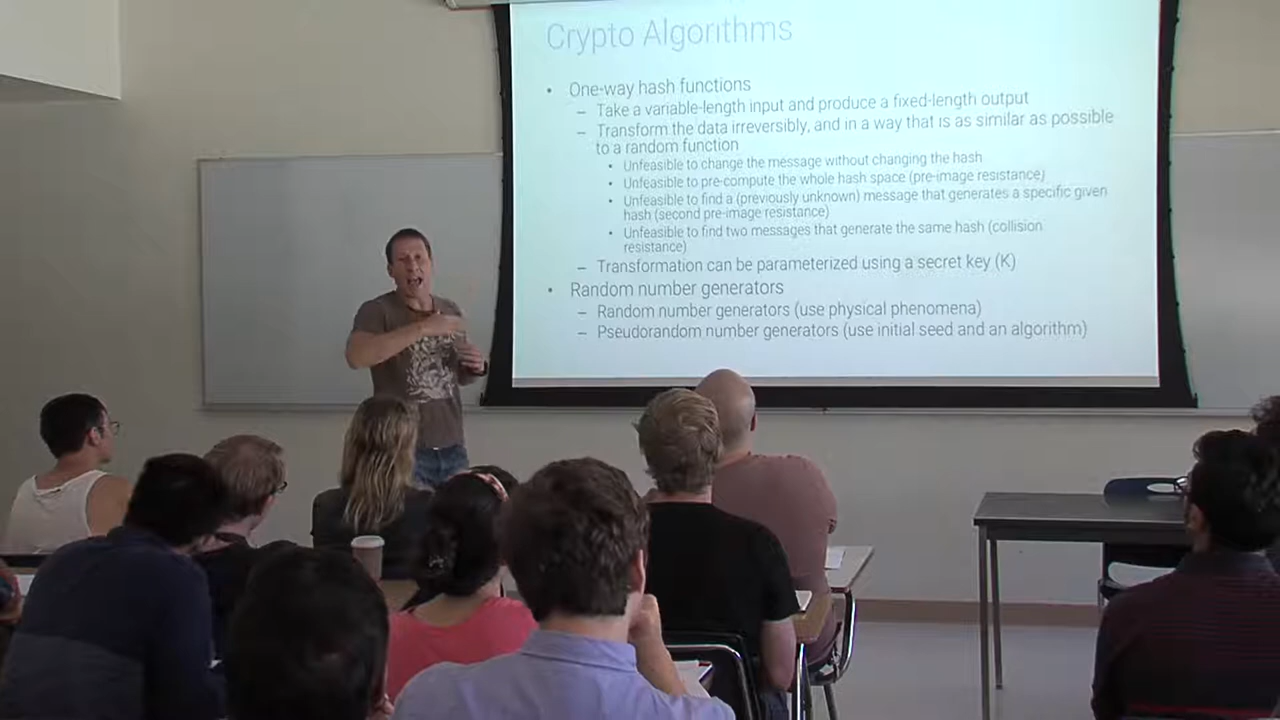 Crypto Algorithms
• One-way hash functions
– Take a variable-length input and produce a fixed-length output
– Transform the data irreversibly, and in a way that is as similar as possible
to a random function
• Unfeasible to change the message without changing the hash
• Unfeasible to pre-compute the whole hash space (pre-image resistance)
• Unfeasible to find a (previously unknown) message that generates a specific given
hash (second pre-image resistance)
• Unfeasible to find two messages that generate the same hash (collision
resistance)
– Transformation can be parameterized using a secret key (K)
• Random number generators
– Random number generators (use physical phenomena)
– Pseudorandom number generators (use initial seed and an algorithm)